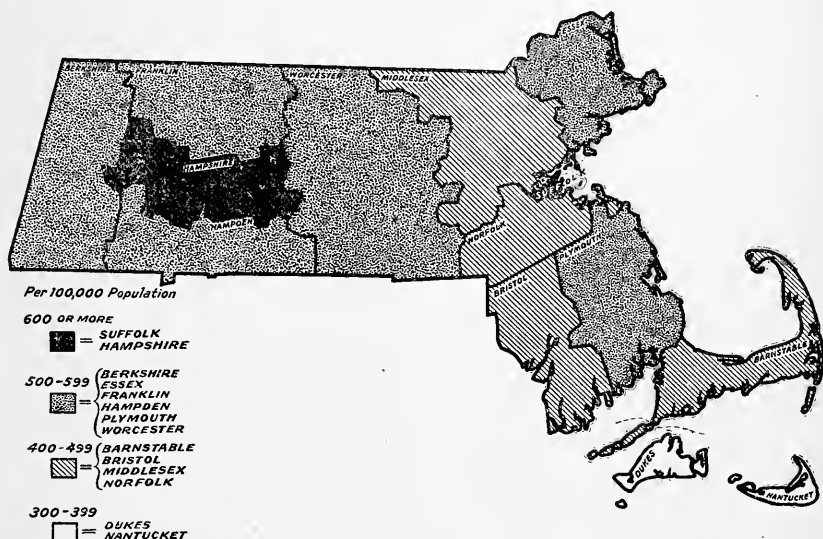 ESSEX
BERKSHIRE
FRANKLIN
WORCESTER
MIDDLESEX
HAMPSHIRE
HAMPDEN
NORFOLK
PLYMOUTH
BRISTOL
BARNSTABLE
DUKES
NANTUCKET
Per 100,000 Population
600 OR MORE
= SUFFOLK
HAMPSHIRE
500-599
= BERKSHIRE
ESSEX
FRANKLIN
HAMPDEN
PLYMOUTH
WORCESTER
400-499
= BARNSTABLE
BRISTOL
MIDDLESEX
NORFOLK
300-399
= DUKES
NANTUCKET